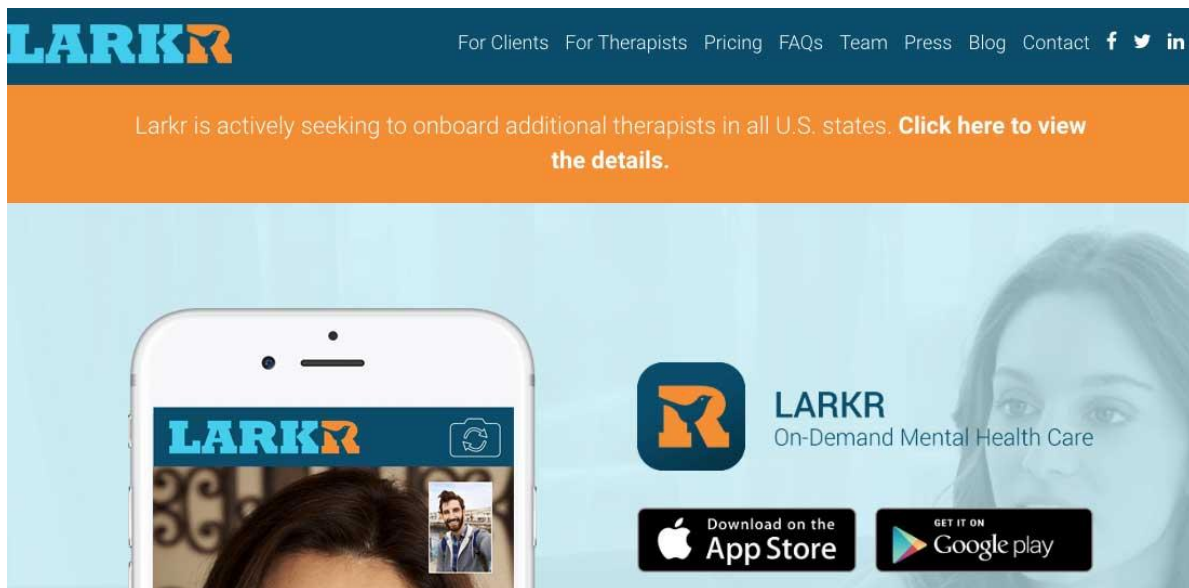 LARKR
For Clients For Therapists Pricing FAQs Team Press Blog Contact f in
Larkr is actively seeking to onboard additional therapists in all U.S. states. Click here to view
the details.
LARKR
R
LARKR
On-Demand Mental Health Care
Download on the
App Store
GET IT ON
Google play